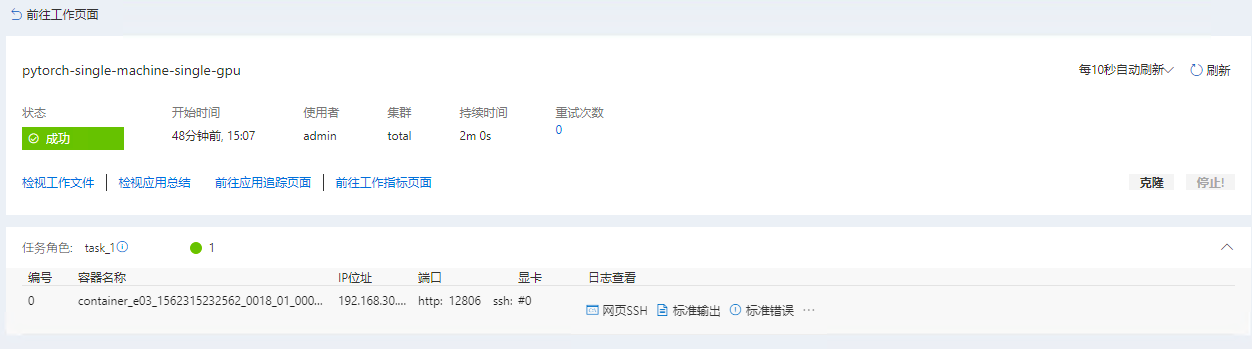 前往工作页面
pytorch-single-machine-single-gpu 每10秒自动刷新 刷新
状态 开始时间 使用者 集群 持续时间 重试次数
成功 48分钟前, 15:07 admin total 2m 0s 0
检视工作文件 检视应用总结 前往应用追踪页面 前往工作指标页面 克隆 停止!
任务角色: task_1 1
编号 容器名称 IP位址 端口 显卡 日志查看
0 container_e03_1562315232562_0018_01_000... 192.168.30.... http: 12806 ssh: #0 网页SSH 标准输出 标准错误 ...